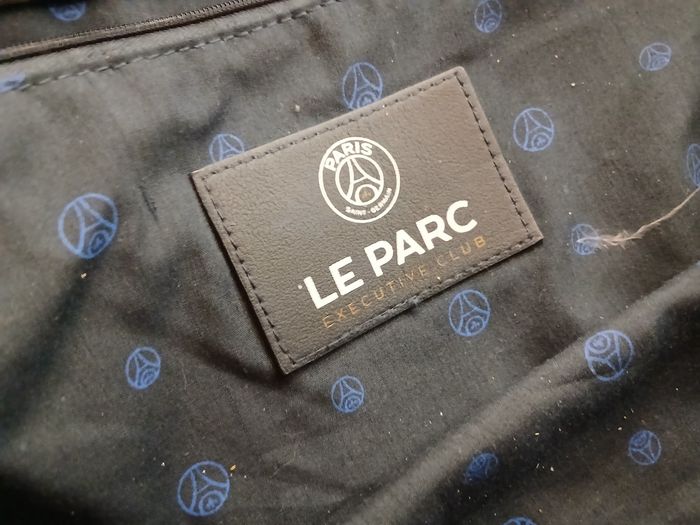 PARIS
SAINT-GERMAIN
LE PARC
EXECUTIVE CLUB